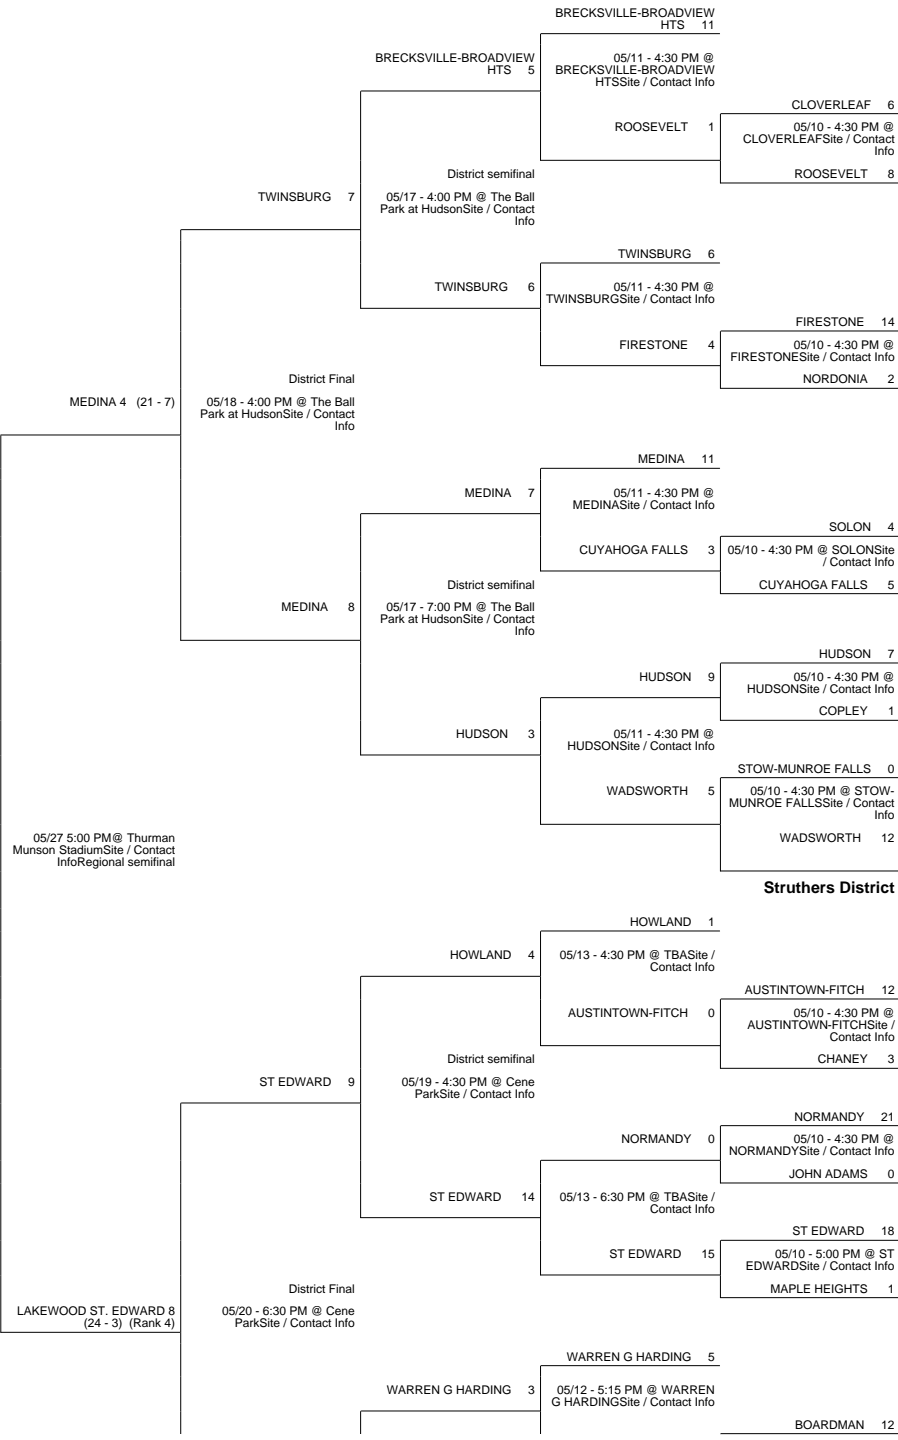 BRECKSVILLE-BROADVIEW
HTS 11
BRECKSVILLE-BROADVIEW
HTS 5
05/11 - 4:30 PM @
BRECKSVILLE-BROADVIEW
HTSSite / Contact Info
CLOVERLEAF 6
ROOSEVELT 1
05/10 - 4:30 PM @
CLOVERLEAFSite / Contact
Info
ROOSEVELT 8
District semifinal
TWINSBURG 7
05/17 - 4:00 PM @ The Ball
Park at HudsonSite / Contact
Info
TWINSBURG 6
TWINSBURG 6
05/11 - 4:30 PM @
TWINSBURGSite / Contact Info
FIRESTONE 14
FIRESTONE 4
05/10 - 4:30 PM @
FIRESTONESite / Contact Info
NORDONIA 2
District Final
MEDINA 4 (21 - 7)
05/18 - 4:00 PM @ The Ball
Park at HudsonSite / Contact
Info
MEDINA 11
MEDINA 7
05/11 - 4:30 PM @
MEDINASite / Contact Info
SOLON 4
CUYAHOGA FALLS 3
05/10 - 4:30 PM @ SOLONSite
/ Contact Info
CUYAHOGA FALLS 5
District semifinal
MEDINA 8
05/17 - 7:00 PM @ The Ball
Park at HudsonSite / Contact
Info
HUDSON 7
HUDSON 9
05/10 - 4:30 PM @
HUDSONSite / Contact Info
COPLEY 1
HUDSON 3
05/11 - 4:30 PM @
HUDSONSite / Contact Info
STOW-MUNROE FALLS 0
WADSWORTH 5
05/10 - 4:30 PM @ STOW-
MUNROE FALLSSite / Contact
Info
WADSWORTH 12
05/27 5:00 PM@ Thurman
Munson StadiumSite / Contact
InfoRegional semifinal
Struthers District
HOWLAND 1
HOWLAND 4
05/13 - 4:30 PM @ TBASite /
Contact Info
AUSTINTOWN-FITCH 12
AUSTINTOWN-FITCH 0
05/10 - 4:30 PM @
AUSTINTOWN-FITCHSite /
Contact Info
CHANEY 3
District semifinal
ST EDWARD 9
05/19 - 4:30 PM @ Cene
ParkSite / Contact Info
NORMANDY 21
NORMANDY 0
05/10 - 4:30 PM @
NORMANDYSite / Contact Info
JOHN ADAMS 0
ST EDWARD 14
05/13 - 6:30 PM @ TBASite /
Contact Info
ST EDWARD 18
ST EDWARD 15
05/10 - 5:00 PM @ ST
EDWARDSite / Contact Info
MAPLE HEIGHTS 1
District Final
LAKEWOOD ST. EDWARD 8
(24 - 3) (Rank 4)
05/20 - 6:30 PM @ Cene
ParkSite / Contact Info
WARREN G HARDING 5
WARREN G HARDING 3
05/12 - 5:15 PM @ WARREN
G HARDINGSite / Contact Info
BOARDMAN 12